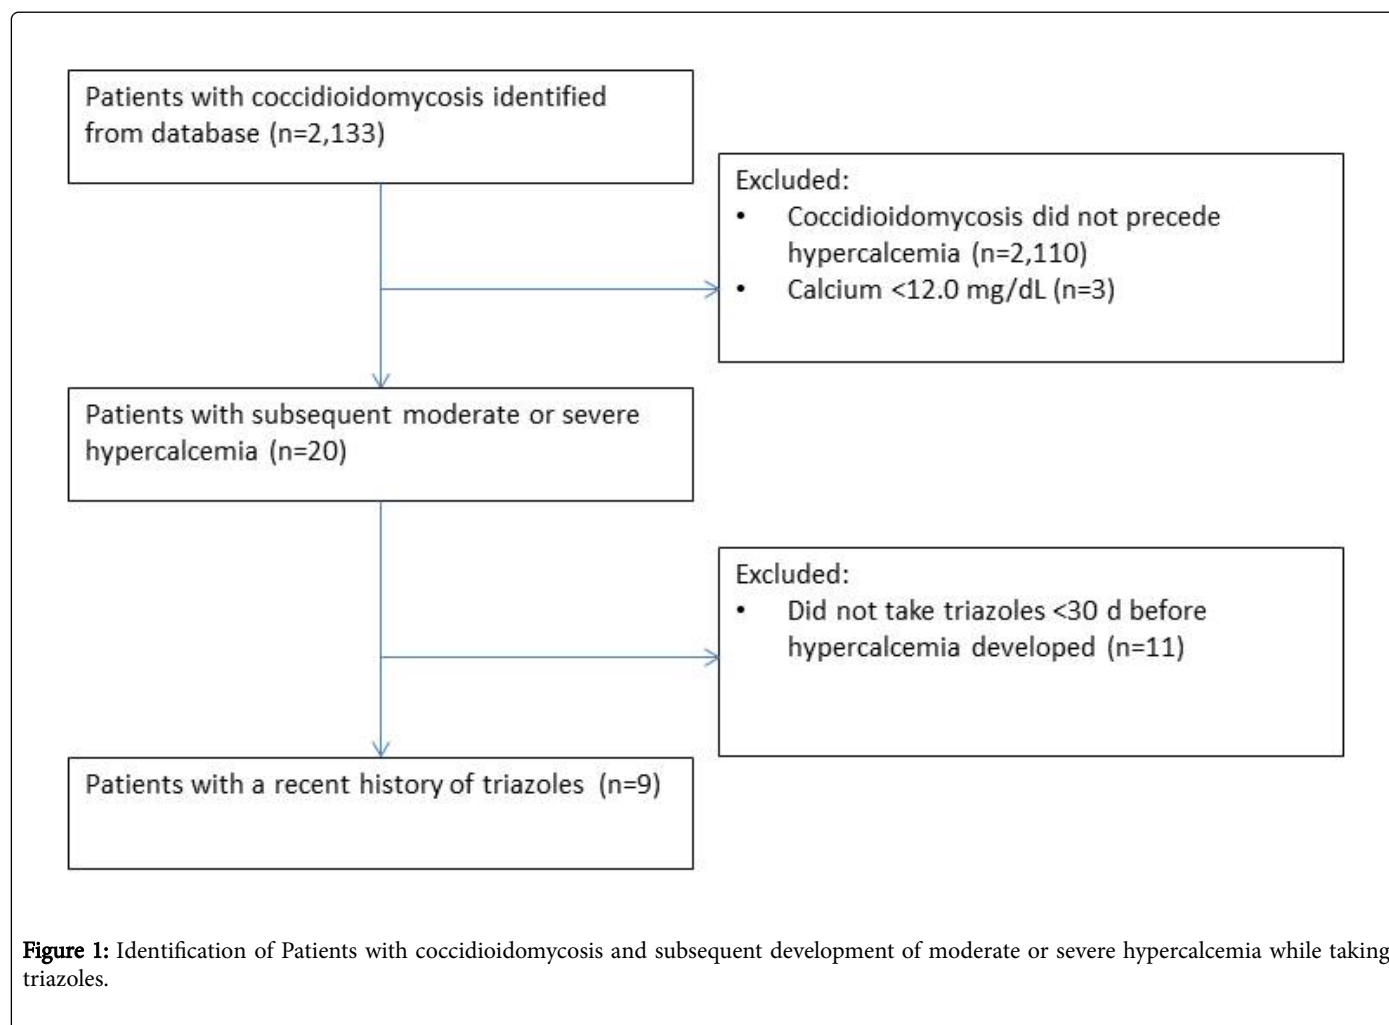 Patients with coccidioidomycosis identified
from database (n=2,133)
Excluded:
• Coccidioidomycosis did not precede
hypercalcemia (n=2,110)
• Calcium <12.0 mg/dL (n=3)
Patients with subsequent moderate or severe
hypercalcemia (n=20)
Excluded:
• Did not take triazoles <30 d before
hypercalcemia developed (n=11)
Patients with a recent history of triazoles (n=9)
Figure 1: Identification of Patients with coccidioidomycosis and subsequent development of moderate or severe hypercalcemia while taking
triazoles.